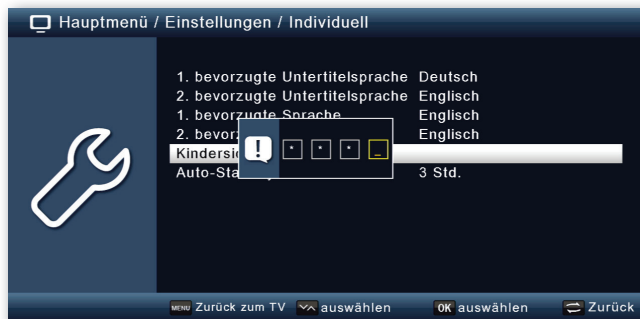 Hauptmenü / Einstellungen / Individuell
1. bevorzugte Untertitelsprache Deutsch
2. bevorzugte Untertitelsprache Englisch
1. bevorzugte Sprache Englisch
2. Englisch
! * * * _
3 Std.
MENU Zurück zum TV auswählen OK auswählen Zurück